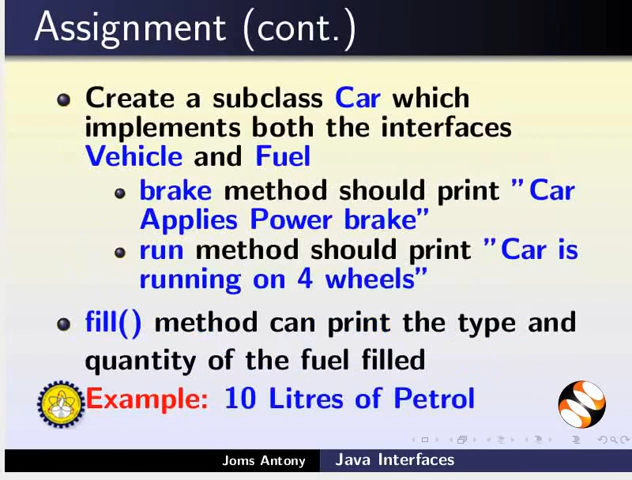 Assignment (cont.)
Create a subclass Car which
implements both the interfaces
Vehicle and Fuel
brake method should print "Car
Applies Power brake"
run method should print "Car is
running on 4 wheels"
fill() method can print the type and
quantity of the fuel filled
Example: 10 Litres of Petrol
Joms Antony Java Interfaces